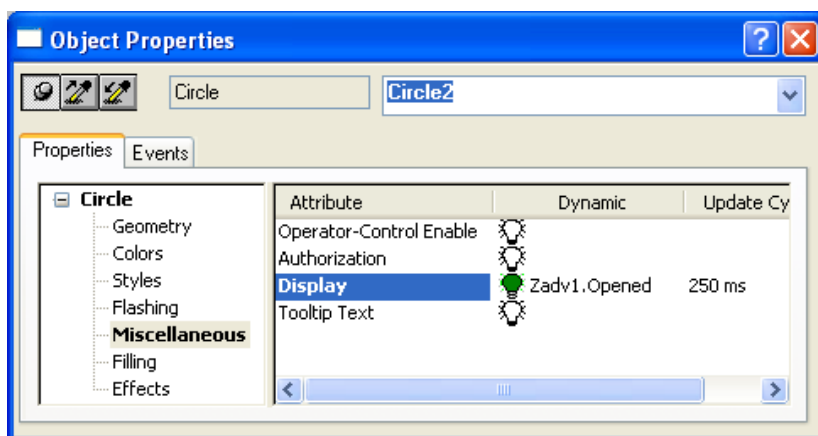 Object Properties
Circle Circle2
Properties Events
Circle
Geometry
Colors
Styles
Flashing
Miscellaneous
Filling
Effects
Attribute Dynamic Update Cy
Operator-Control Enable
Authorization
Display Zadv1.Opened 250 ms
Tooltip Text